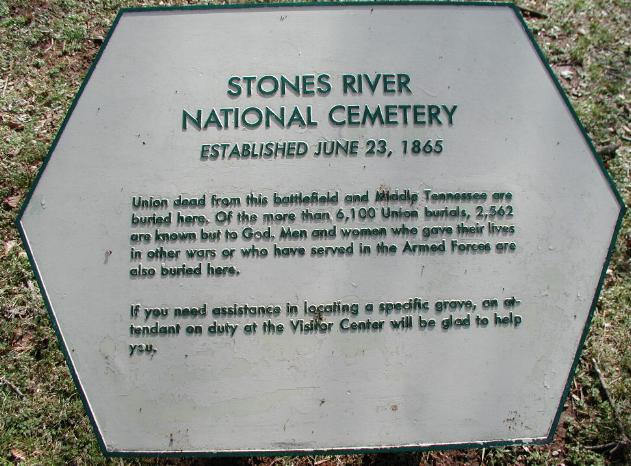 STONES RIVER
NATIONAL CEMETERY
ESTABLISHED JUNE 23, 1865
Union dead from this battlefield and Middle Tennessee are
buried here. Of the more than 6,100 Union burials, 2,562
are known but to God. Men and women who gave their lives
in other wars or who have served in the Armed Forces are
also buried here.
If you need assistance in locating a specific grave, an at-
tendant on duty at the Visitor Center will be glad to help
you.